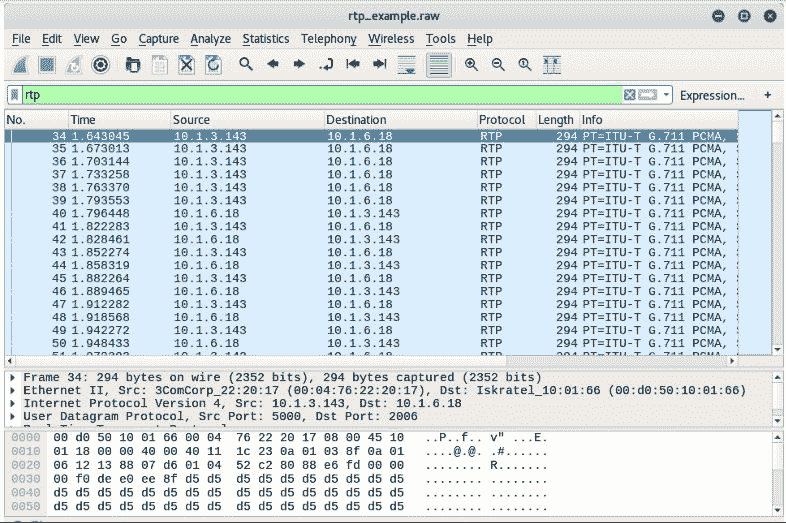 rtp_example.raw
File Edit View Go Capture Analyze Statistics Telephony Wireless Tools Help
rtp Expression... +
No. Time Source Destination Protocol Length Info
34 1.643045 10.1.3.143 10.1.6.18 RTP 294 PT=ITU-T G.711 PCMA,
35 1.673013 10.1.3.143 10.1.6.18 RTP 294 PT=ITU-T G.711 PCMA,
36 1.703144 10.1.3.143 10.1.6.18 RTP 294 PT=ITU-T G.711 PCMA,
37 1.733258 10.1.3.143 10.1.6.18 RTP 294 PT=ITU-T G.711 PCMA,
38 1.763370 10.1.3.143 10.1.6.18 RTP 294 PT=ITU-T G.711 PCMA,
39 1.793553 10.1.3.143 10.1.6.18 RTP 294 PT=ITU-T G.711 PCMA,
40 1.796448 10.1.6.18 10.1.3.143 RTP 294 PT=ITU-T G.711 PCMA,
41 1.822283 10.1.3.143 10.1.6.18 RTP 294 PT=ITU-T G.711 PCMA,
42 1.828461 10.1.6.18 10.1.3.143 RTP 294 PT=ITU-T G.711 PCMA,
43 1.852274 10.1.3.143 10.1.6.18 RTP 294 PT=ITU-T G.711 PCMA,
44 1.858319 10.1.6.18 10.1.3.143 RTP 294 PT=ITU-T G.711 PCMA,
45 1.882264 10.1.3.143 10.1.6.18 RTP 294 PT=ITU-T G.711 PCMA,
46 1.889465 10.1.6.18 10.1.3.143 RTP 294 PT=ITU-T G.711 PCMA,
47 1.912282 10.1.3.143 10.1.6.18 RTP 294 PT=ITU-T G.711 PCMA,
48 1.918568 10.1.6.18 10.1.3.143 RTP 294 PT=ITU-T G.711 PCMA,
49 1.942272 10.1.3.143 10.1.6.18 RTP 294 PT=ITU-T G.711 PCMA,
50 1.948433 10.1.6.18 10.1.3.143 RTP 294 PT=ITU-T G.711 PCMA,
Frame 34: 294 bytes on wire (2352 bits), 294 bytes captured (2352 bits)
Ethernet II, Src: 3ComCorp_22:20:17 (00:04:76:22:20:17), Dst: Iskratel_10:01:66 (00:d0:50:10:01:66)
Internet Protocol Version 4, Src: 10.1.3.143, Dst: 10.1.6.18
User Datagram Protocol, Src Port: 5000, Dst Port: 2006
0000 00 d0 50 10 01 66 00 04 76 22 20 17 08 00 45 10 ..P..f.. v" ...E.
0010 01 18 00 00 40 00 40 11 1c 23 0a 01 03 8f 0a 01 ....@.@. .#......
0020 06 12 13 88 07 d6 01 04 52 c2 80 88 e6 fd 00 00 ........ R.......
0030 00 f0 de e0 ee 8f d5 d5 d5 d5 d5 d5 d5 d5 d5 d5 ........ ........
0040 d5 d5 d5 d5 d5 d5 d5 d5 d5 d5 d5 d5 d5 d5 d5 d5 ........ ........
0050 d5 d5 d5 d5 d5 d5 d5 d5 d5 d5 d5 d5 d5 d5 d5 d5 ........ ........